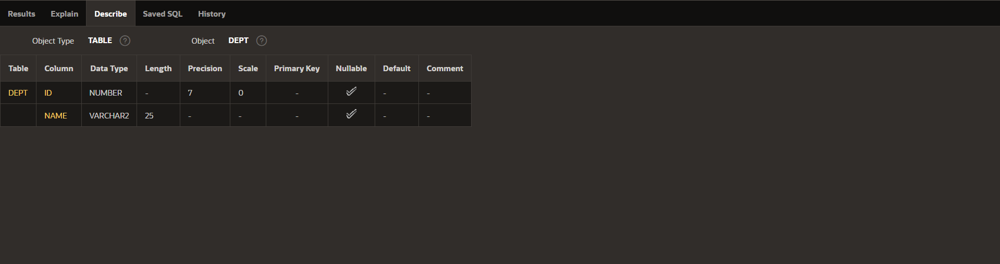 Results Explain Describe Saved SQL History
Object Type TABLE ? Object DEPT ?
Table Column Data Type Length Precision Scale Primary Key Nullable Default Comment
DEPT ID NUMBER - 7 0 - - -
NAME VARCHAR2 25 - - - - -